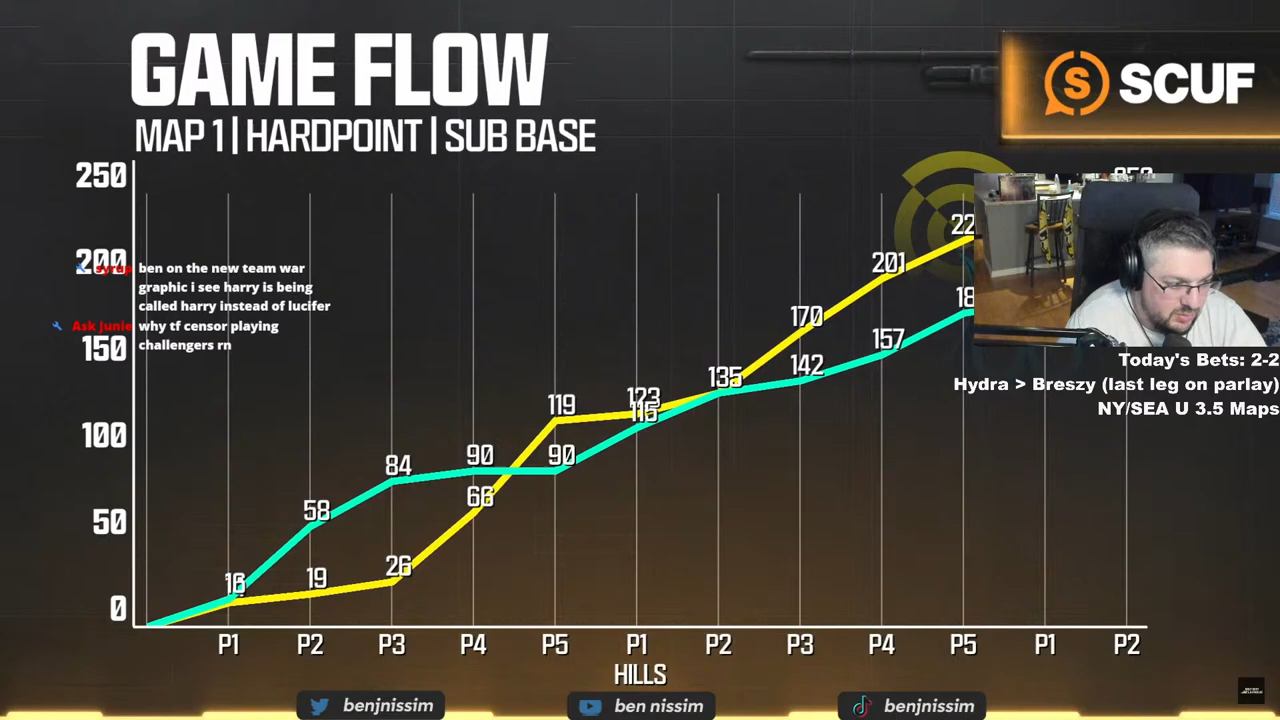 GAME FLOW
MAP 1 | HARDPOINT | SUB BASE
SCUF
250
200
150
100
50
0
syrup ben on the new team war
graphic i see harry is being
called harry instead of lucifer
Ask Junie why tf censor playing
challengers rn
58
84
90
90
115
135
142
157
18
16
19
26
66
119
123
170
201
22
P1 P2 P3 P4 P5 P1 P2 P3 P4 P5 P1 P2
HILLS
Today's Bets: 2-2
Hydra > Breszy (last leg on parlay)
NY/SEA U 3.5 Maps
benjnissim
ben nissim
benjnissim